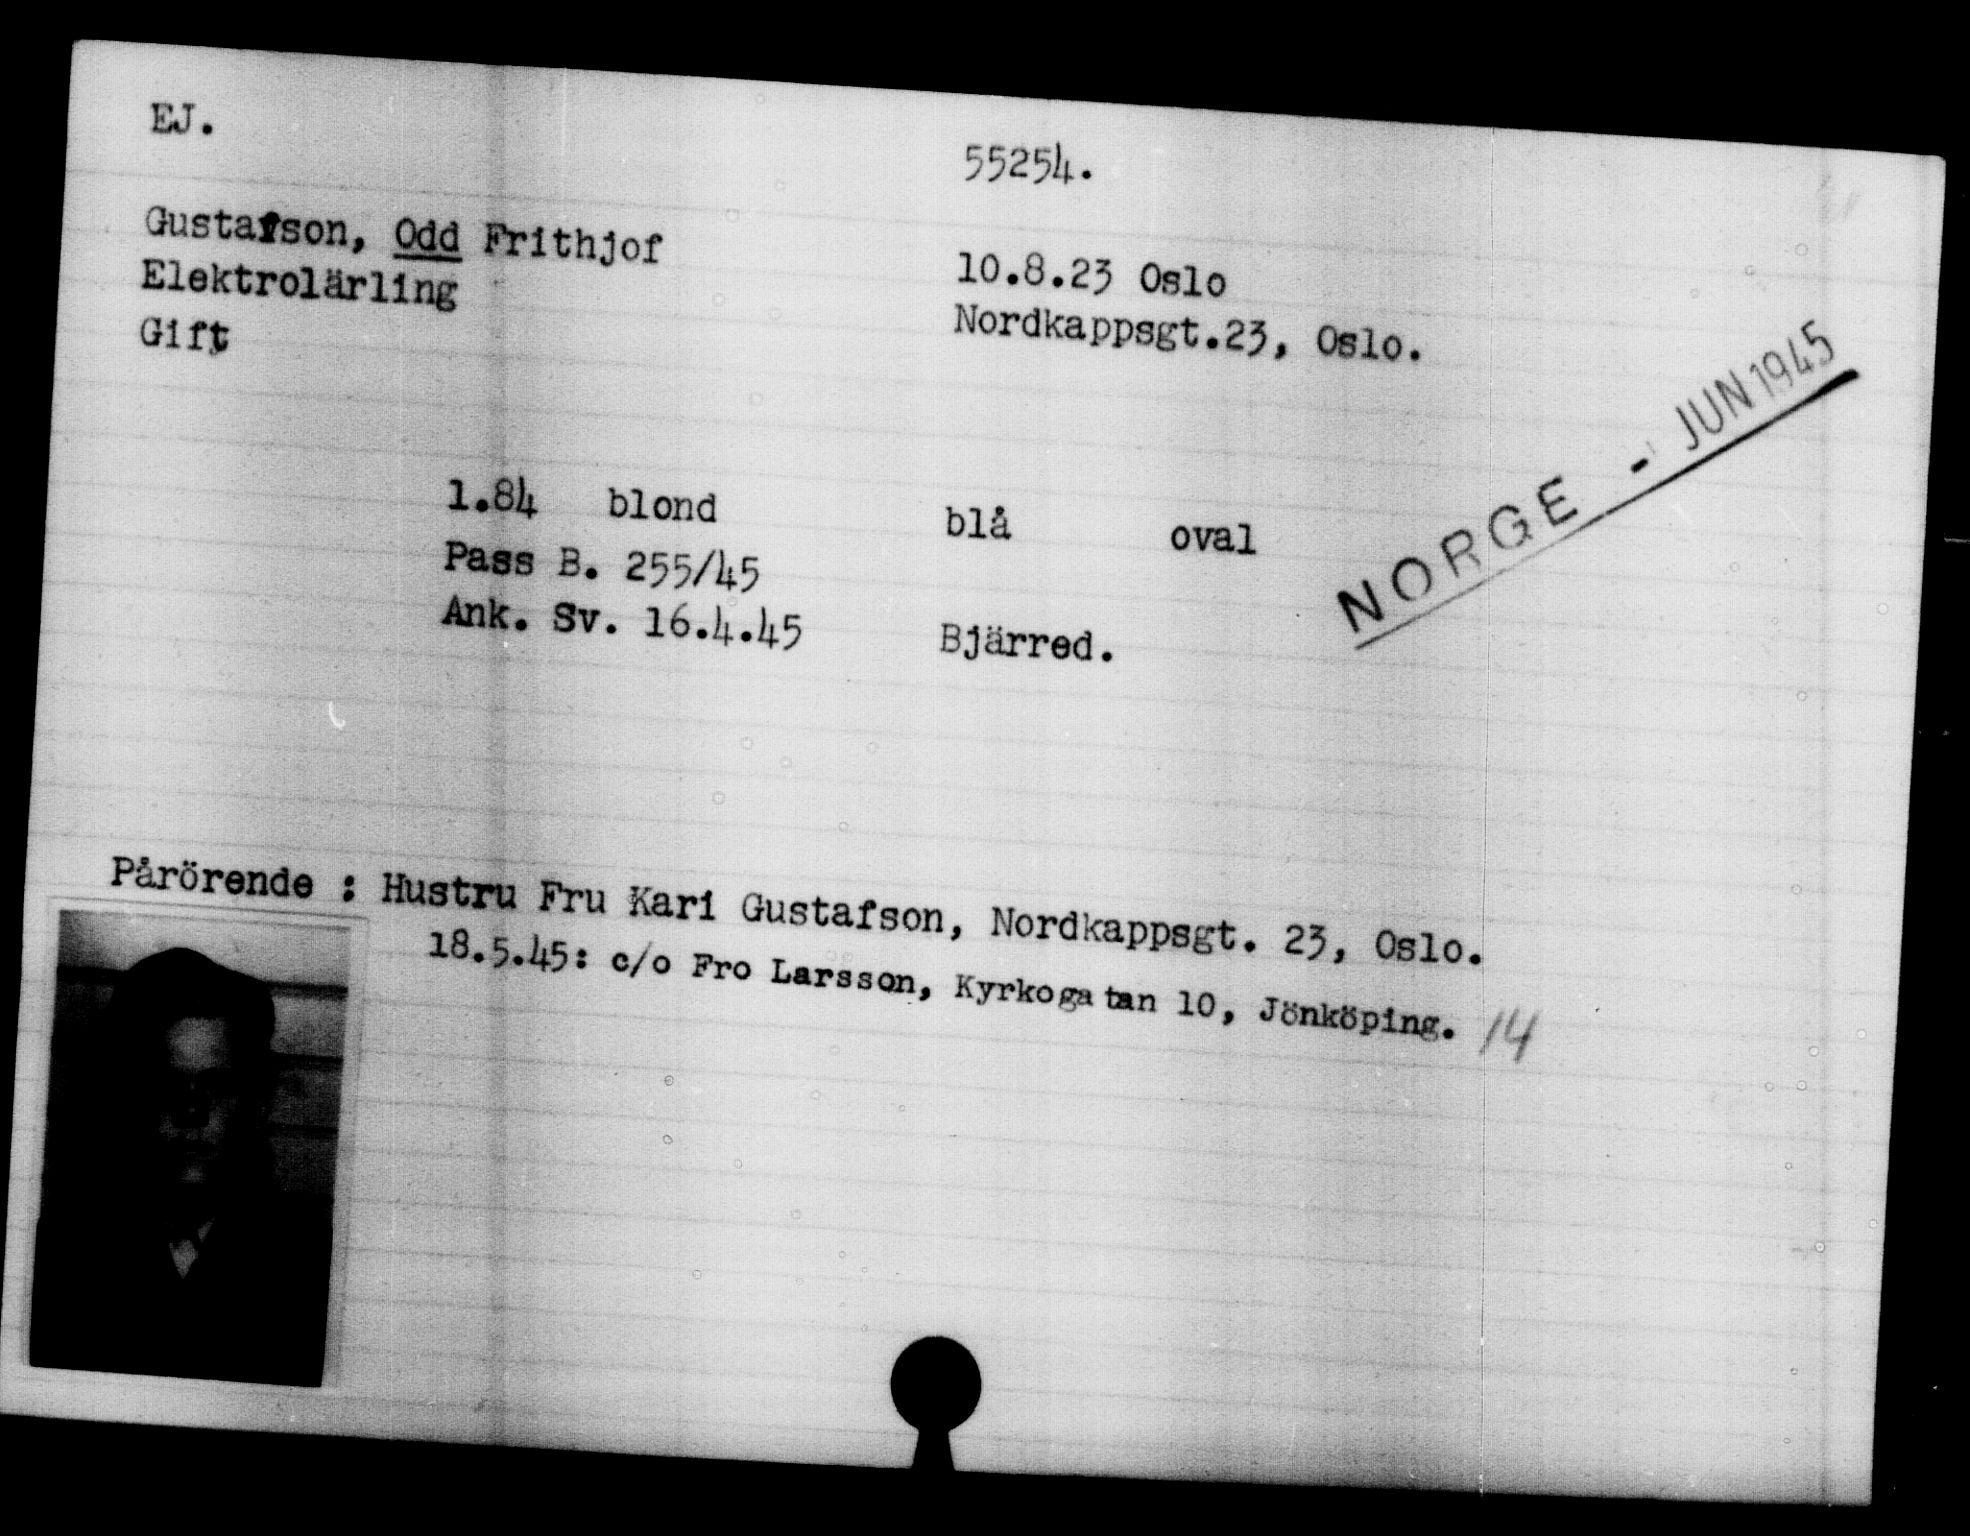 EJ.
55254.
Gustafson, Odd Frithjof
10.8.23 Oslo
Elektrolärling
Nordkappsgt.23, Oslo.
Gift
NORGE - JUN 1945
1.84 blond blå oval
Pass B. 255/45
Ank. Sv. 16.4.45 Bjärred.
Pårörende : Hustru Fru Kari Gustafson, Nordkappsgt. 23, Oslo.
18.5.45: c/o Fro Larsson, Kyrkogatan 10, Jönköping. 14